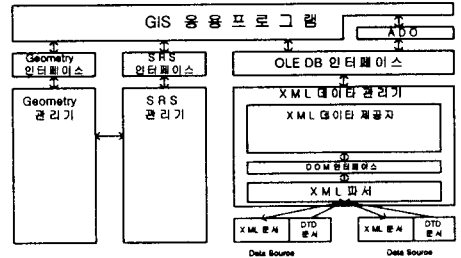 GIS 응용프로그램
ADO
Geometry
인터페이스
SRS
인터페이스
OLE DB 인터페이스
Geometry
관리기
SRS
관리기
XML 데이타 관리기
XML 데이타 제공자
DOM 인터페이스
XML 파서
XML 문서
DTD
문서
XML 문서
DTD
문서
Data Source
Data Source